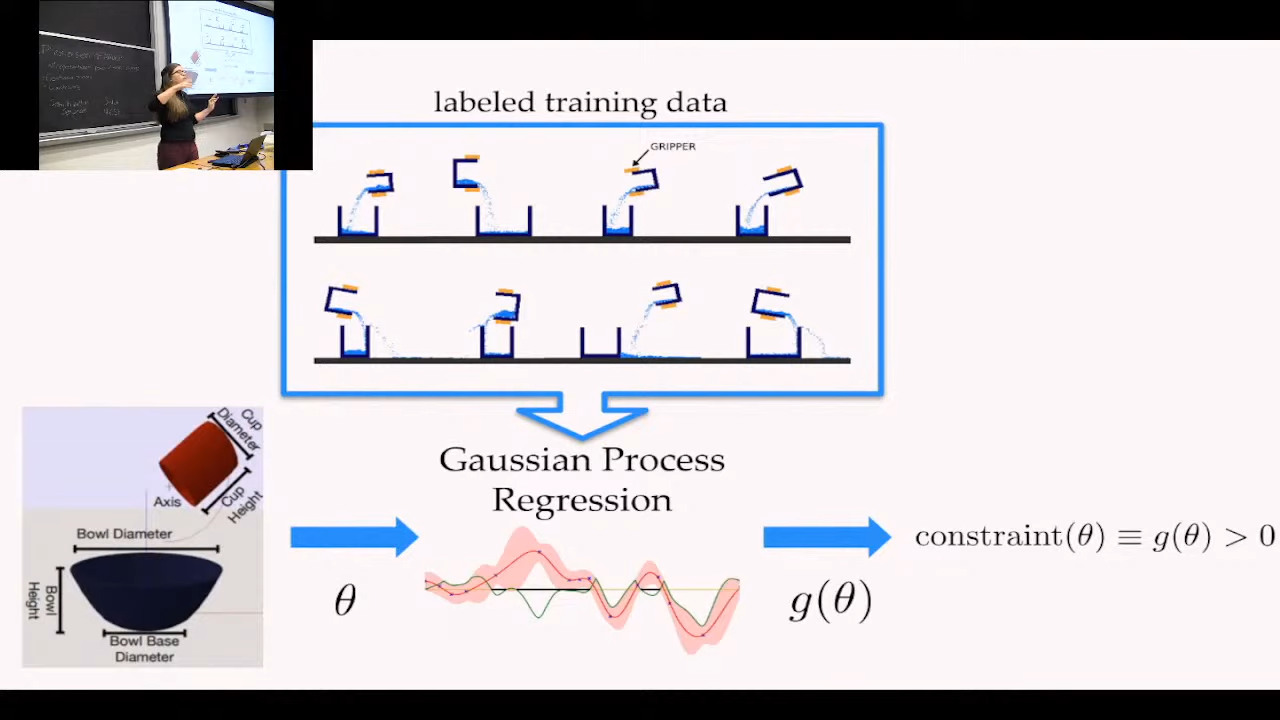 labeled training data
GRIPPER
Gaussian Process
Regression
Cup
Diameter
Cup
Height
Axis
Bowl Diameter
Bowl
Height
Bowl Base
Diameter
θ
g(θ)
constraint(θ) ≡ g(θ) > 0